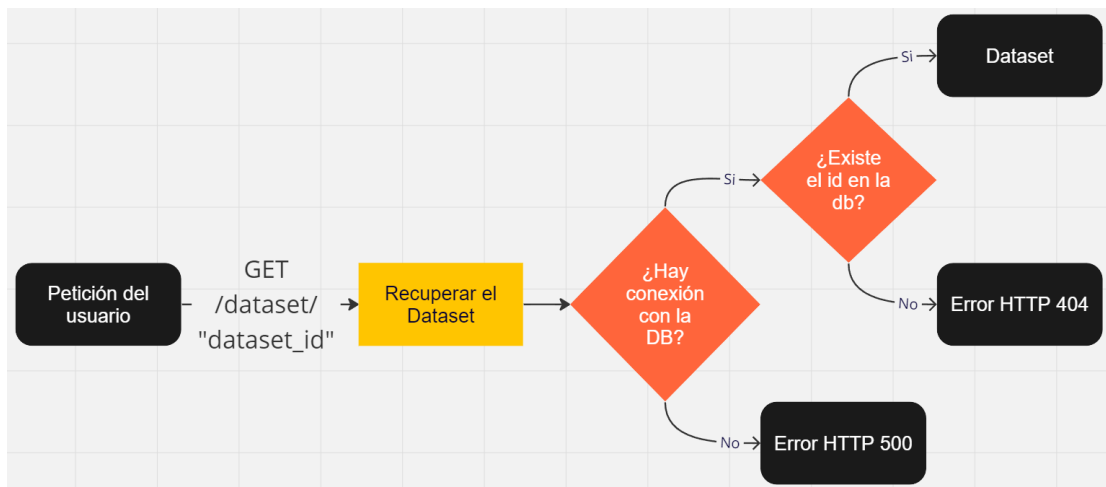 Petición del
usuario
GET
/dataset/
"dataset_id"
Recuperar el
Dataset
¿Hay
conexión
con la
DB?
Si
¿Existe
el id en la
db?
Si
Dataset
No
Error HTTP 404
No
Error HTTP 500